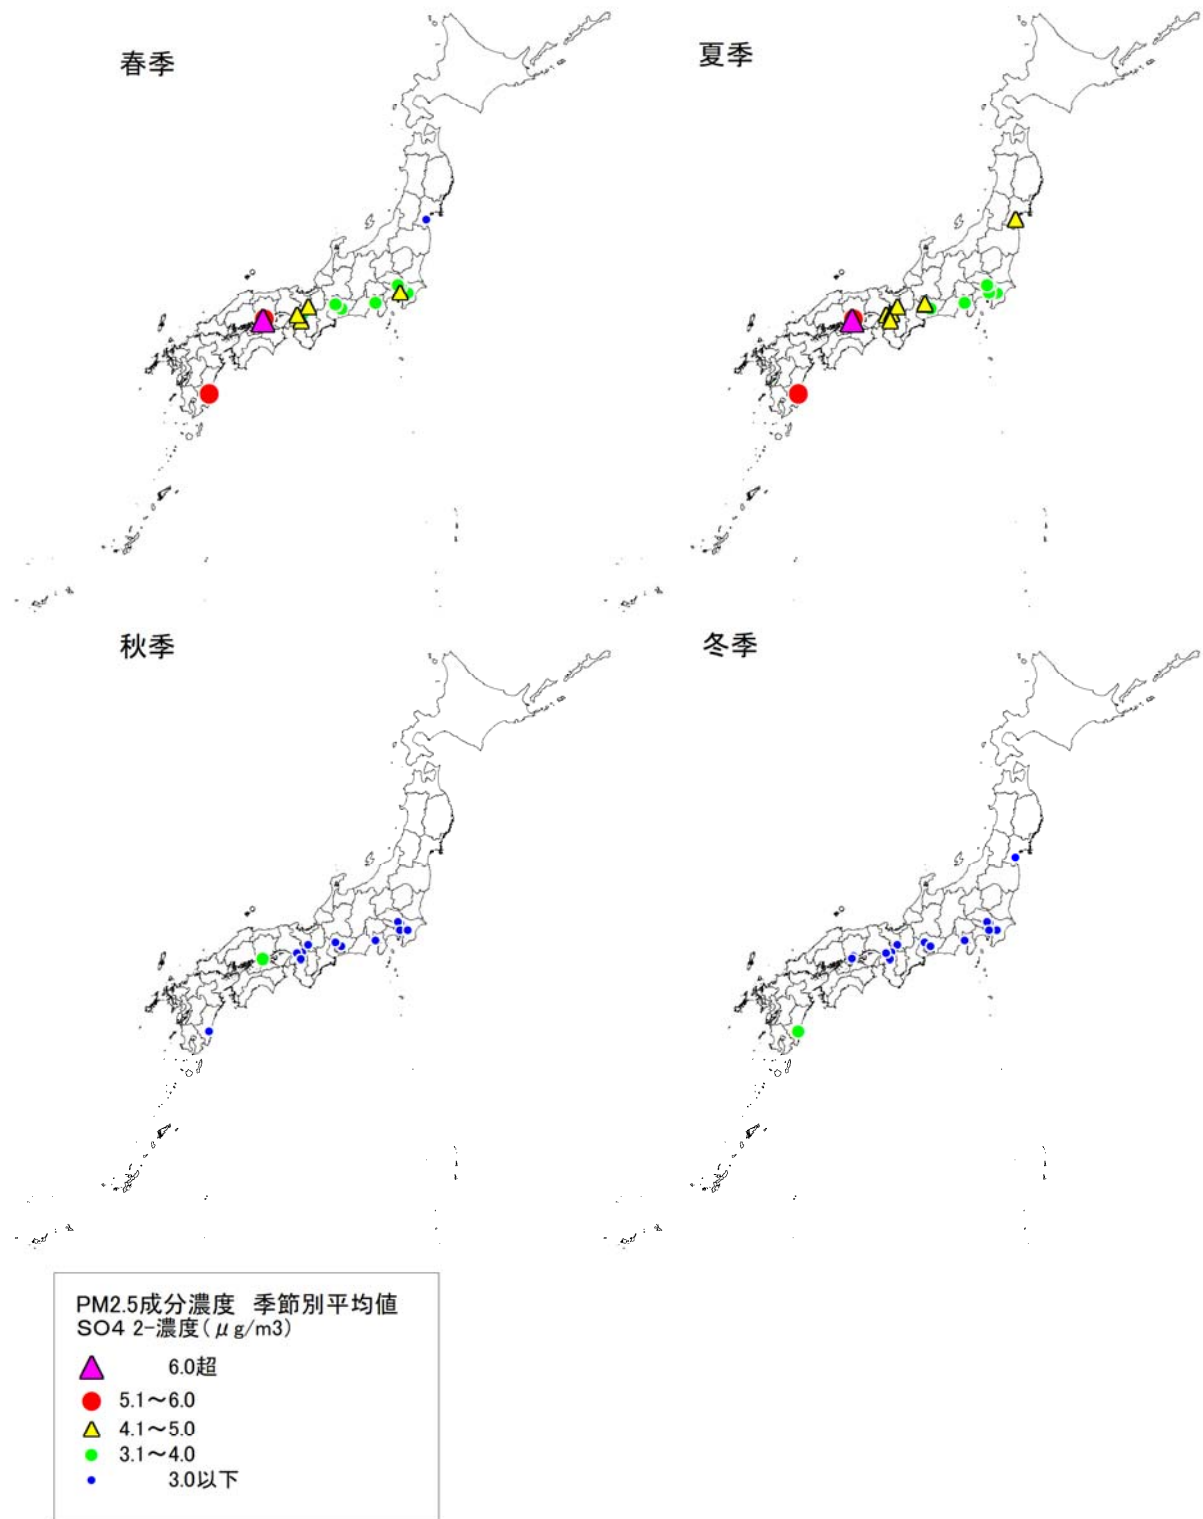 春季
夏季
秋季
冬季
PM2.5成分濃度　季節別平均値
SO4 2-濃度(μg/m3)
6.0超
5.1～6.0
4.1～5.0
3.1～4.0
3.0以下